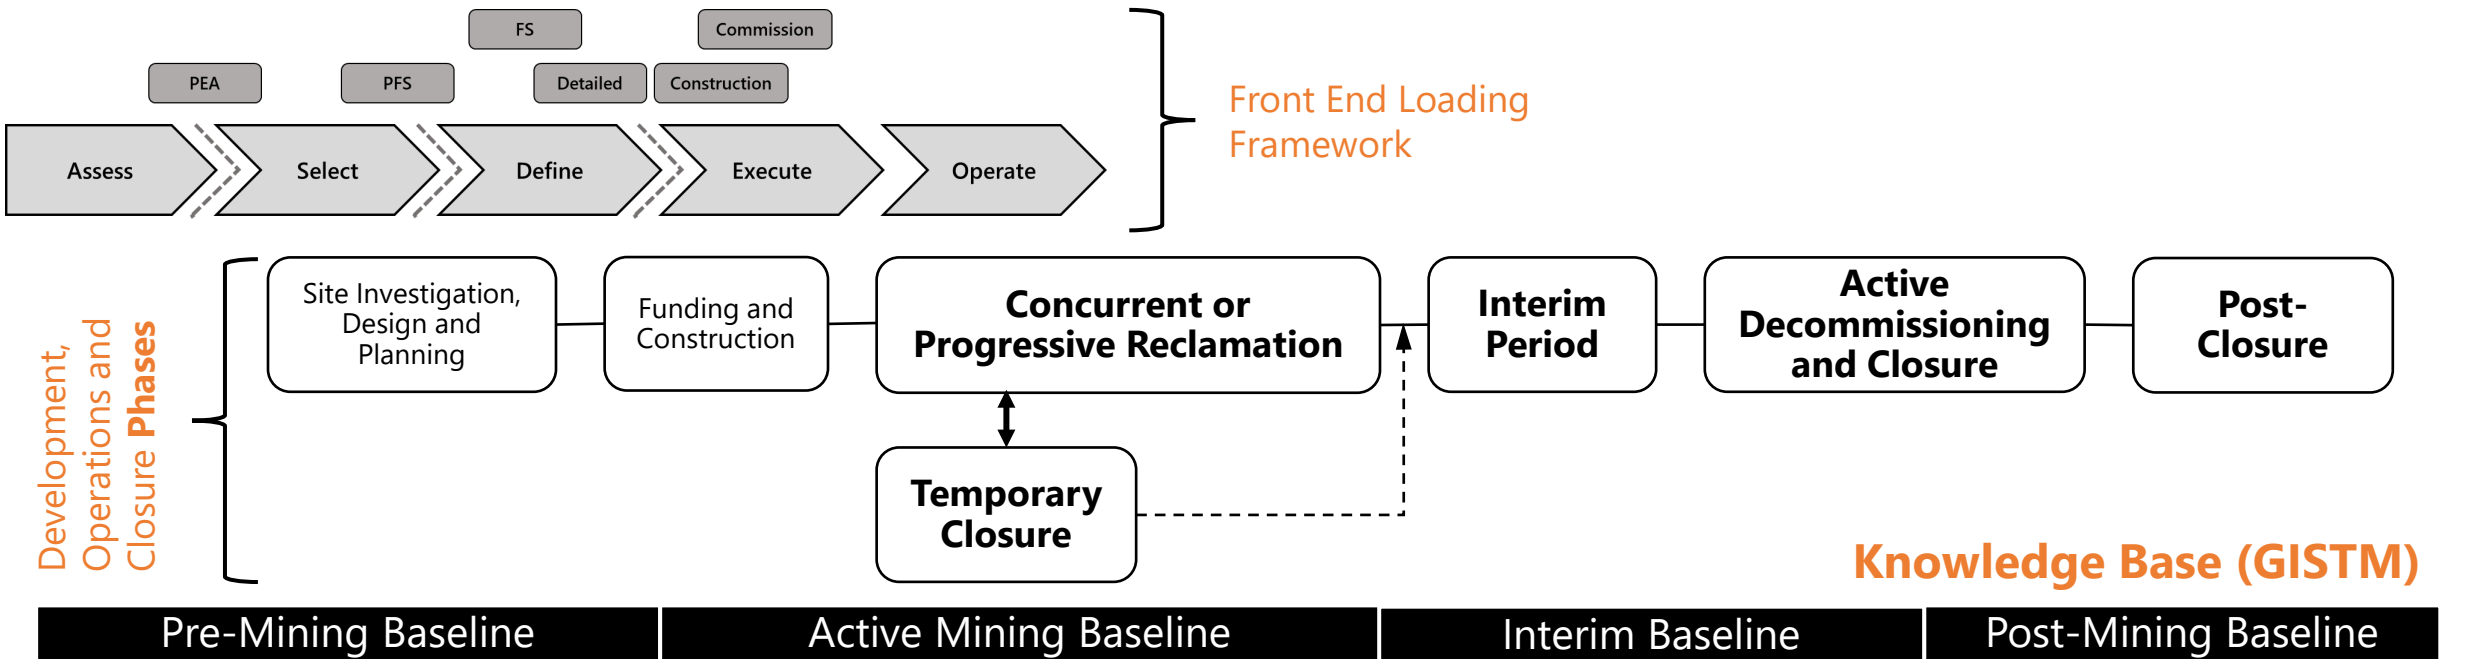 FS
Commission
PEA
PFS
Detailed
Construction
Front End Loading
Framework
Assess
Select
Define
Execute
Operate
Development,
Operations and
Closure Phases
Site Investigation,
Design and
Planning
Funding and
Construction
Concurrent or
Progressive Reclamation
Interim
Period
Active
Decommissioning
and Closure
Post-
Closure
Temporary
Closure
Knowledge Base (GISTM)
Pre-Mining Baseline
Active Mining Baseline
Interim Baseline
Post-Mining Baseline